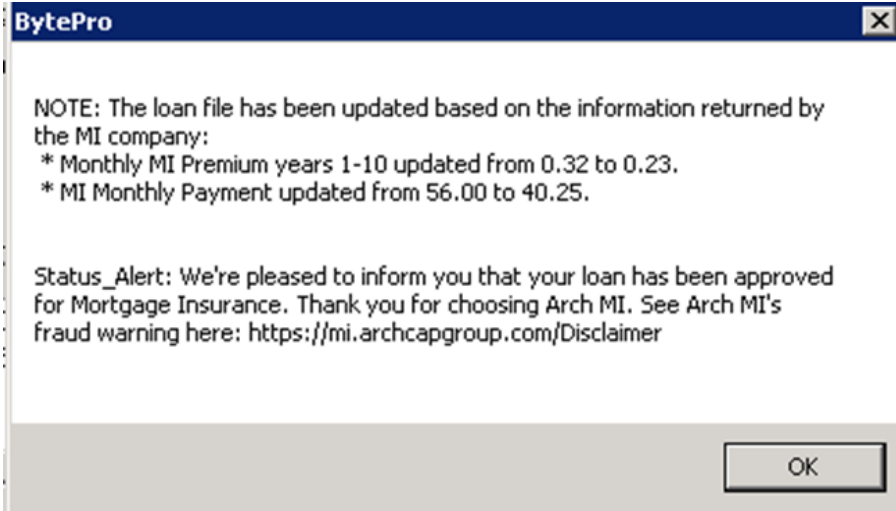 BytePro
NOTE: The loan file has been updated based on the information returned by
the MI company:
* Monthly MI Premium years 1-10 updated from 0.32 to 0.23.
* MI Monthly Payment updated from 56.00 to 40.25.
Status_Alert: We're pleased to inform you that your loan has been approved
for Mortgage Insurance. Thank you for choosing Arch MI. See Arch MI's
fraud warning here: https://mi.archcapgroup.com/Disclaimer
OK